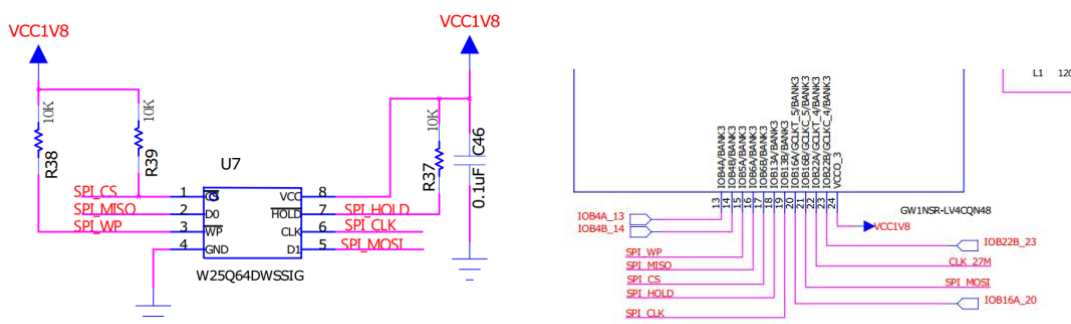 VCC1V8
VCC1V8
10K
10K
10K
R38
R39
R37
C46
0.1uF
U7
SPI_CS
SPI_MISO
SPI_WP
1
2
3
4
CS
D0
WP
GND
VCC
HOLD
CLK
D1
8
7
6
5
SPI_HOLD
SPI_CLK
SPI_MOSI
W25Q64DWSSIG
L1 120
IOB4A/BANK3
IOB4B/BANK3
IOB5A/BANK3
IOB6A/BANK3
IOB6B/BANK3
IOB13A/BANK3
IOB13B/BANK3
IOB16A/GCLKT_5/BANK3
IOB16B/GCLKC_5/BANK3
IOB22A/GCLKT_4/BANK3
IOB22B/GCLKC_4/BANK3
VCCO_3
13
14
15
16
17
18
19
20
21
22
23
24
GW1NSR-LV4CQN48
IOB4A_13
IOB4B_14
VCC1V8
SPI_WP
IOB22B_23
SPI_MISO
CLK_27M
SPI_CS
SPI_MOSI
SPI_HOLD
IOB16A_20
SPI_CLK